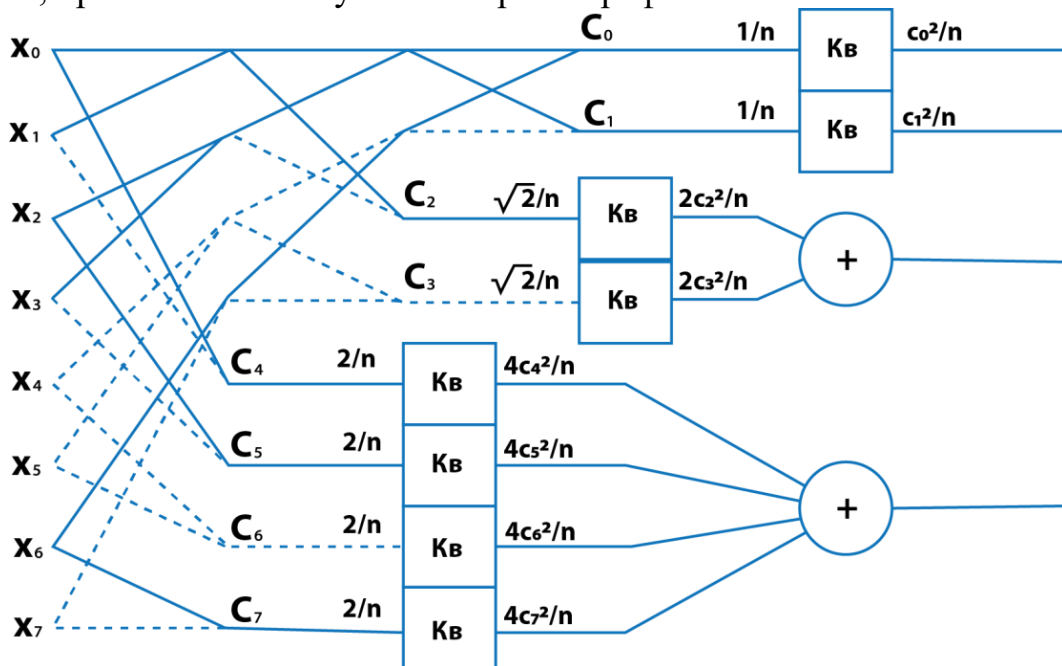 X₀ C₀ 1/n Кв c₀²/n
X₁ C₁ 1/n Кв c₁²/n
X₂ C₂ √2/n Кв 2c₂²/n
+
X₃ C₃ √2/n Кв 2c₃²/n
X₄ C₄ 2/n Кв 4c₄²/n
X₅ C₅ 2/n Кв 4c₅²/n
+
X₆ C₆ 2/n Кв 4c₆²/n
X₇ C₇ 2/n Кв 4c₇²/n